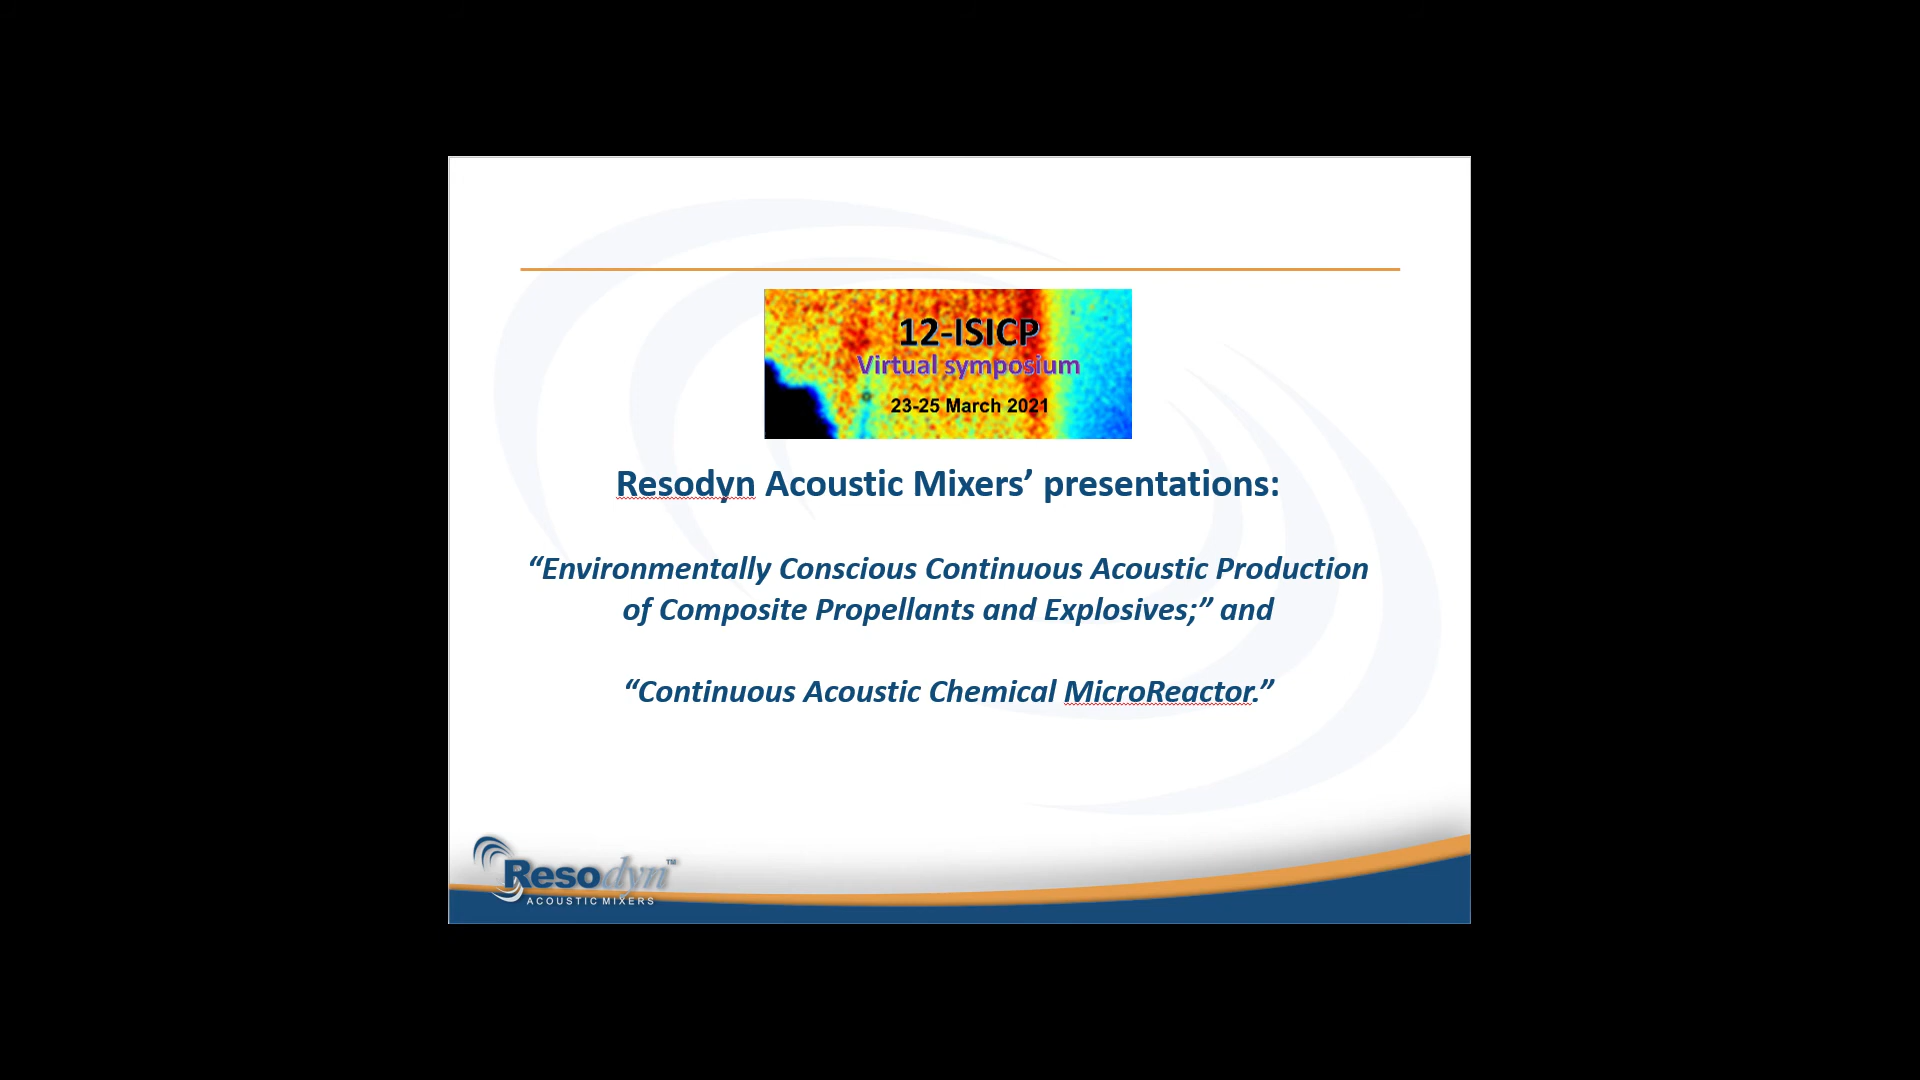 12-ISICP
Virtual symposium
23-25 March 2021
Resodyn Acoustic Mixers’ presentations:
“Environmentally Conscious Continuous Acoustic Production
of Composite Propellants and Explosives;” and
“Continuous Acoustic Chemical MicroReactor.”
Resodyn™
ACOUSTIC MIXERS